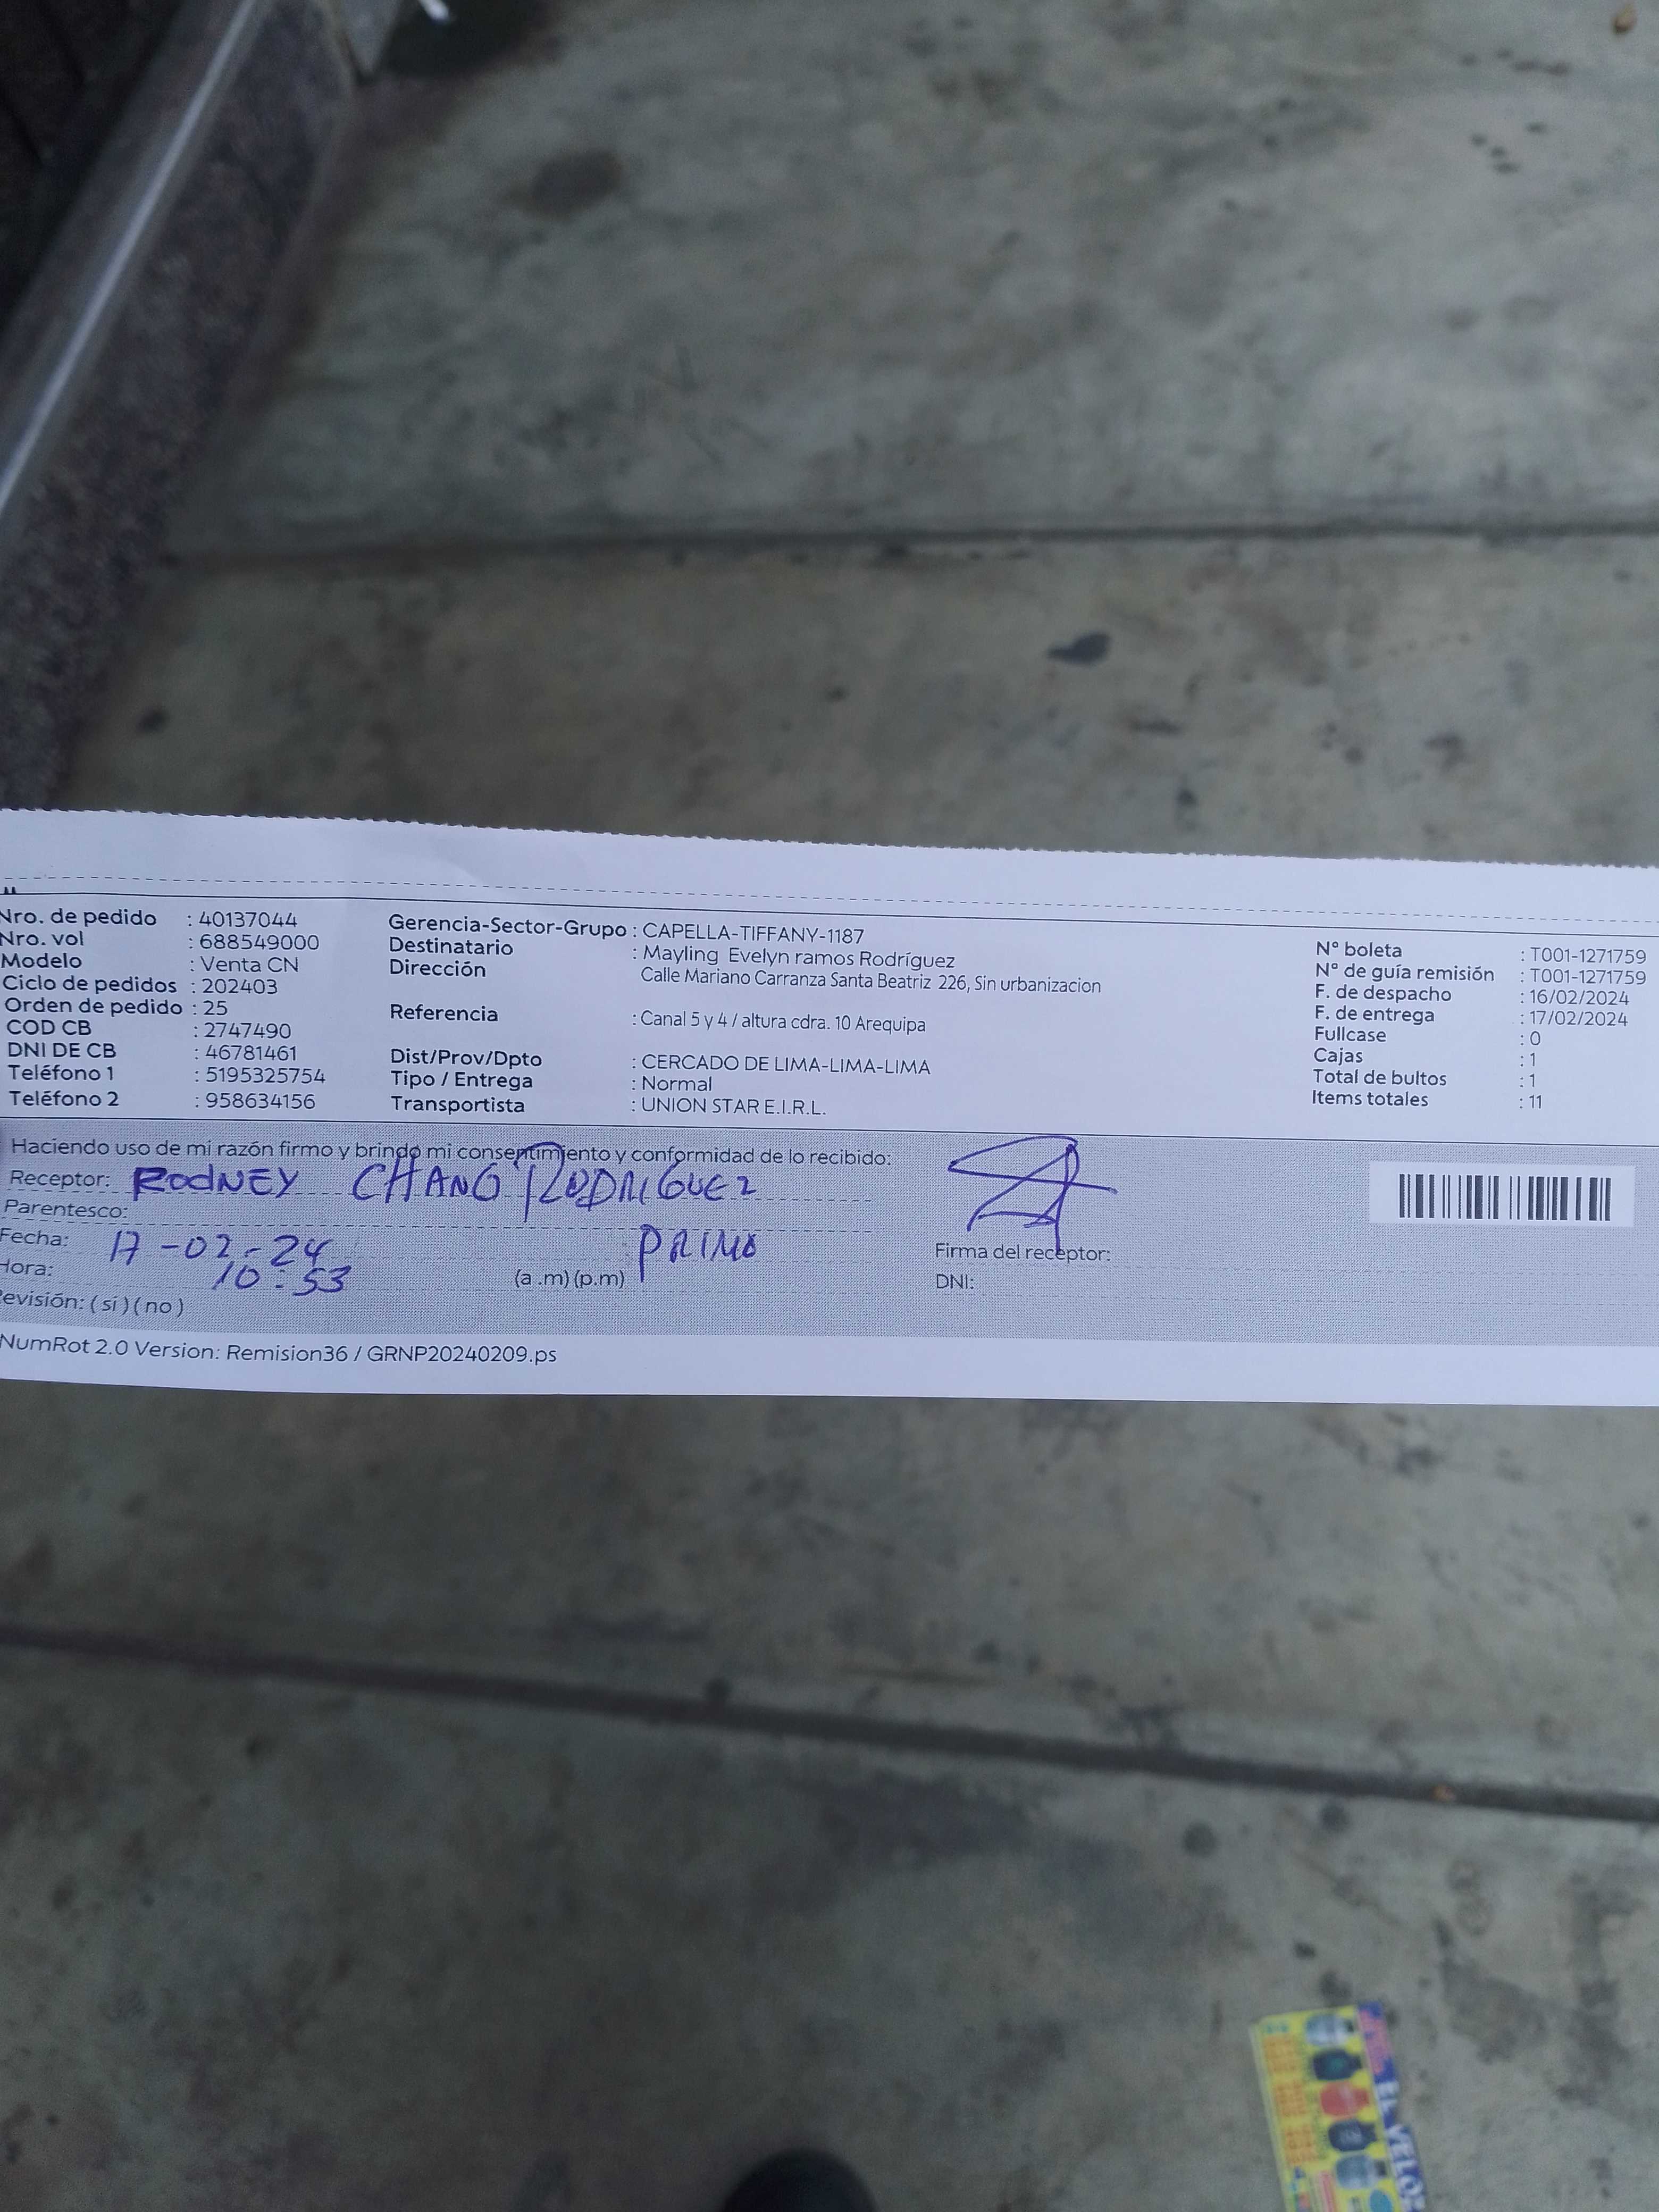 Nro. de pedido : 40137044
Nro. vol : 688549000
Modelo : Venta CN
Ciclo de pedidos : 202403
Orden de pedido : 25
COD CB : 2747490
DNI DE CB : 46781461
Teléfono 1 : 5195325754
Teléfono 2 : 958634156
Gerencia-Sector-Grupo : CAPELLA-TIFFANY-1187
Destinatario : Mayling Evelyn ramos Rodríguez
Dirección Calle Mariano Carranza Santa Beatriz 226, Sin urbanizacion
Referencia : Canal 5 y 4 / altura cdra. 10 Arequipa
Dist/Prov/Dpto : CERCADO DE LIMA-LIMA-LIMA
Tipo / Entrega : Normal
Transportista : UNION STAR E.I.R.L.
N° boleta : T001-1271759
N° de guía remisión : T001-1271759
F. de despacho : 16/02/2024
F. de entrega : 17/02/2024
Fullcase : 0
Cajas : 1
Total de bultos : 1
Items totales : 11
Haciendo uso de mi razón firmo y brindo mi consentimiento y conformidad de lo recibido:
Receptor: RODNEY CHANG RODRIGUEZ
Parentesco: PRIMO
Fecha: 17-02-24
Hora: 10:53 (a .m) (p.m)
Revisión: ( sí ) ( no )
Firma del receptor:
DNI:
NumRot 2.0 Version: Remision36 / GRNP20240209.ps
EL VELO